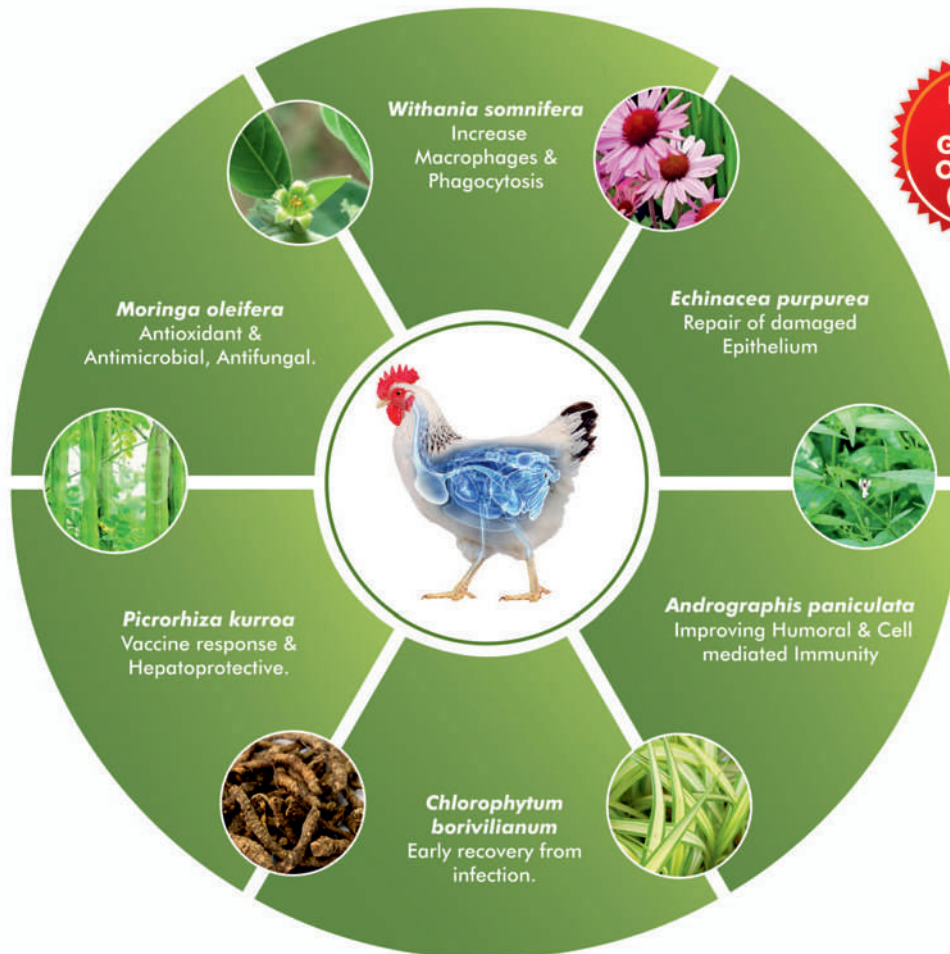 Withania somnifera
Increase
Macrophages &
Phagocytosis
Echinacea purpurea
Repair of damaged
Epithelium
Moringa oleifera
Antioxidant &
Antimicrobial, Antifungal.
Andrographis paniculata
Improving Humoral & Cell
mediated Immunity
Picrorhiza kurroa
Vaccine response &
Hepatoprotective.
Chlorophytum
borivilianum
Early recovery from
infection.